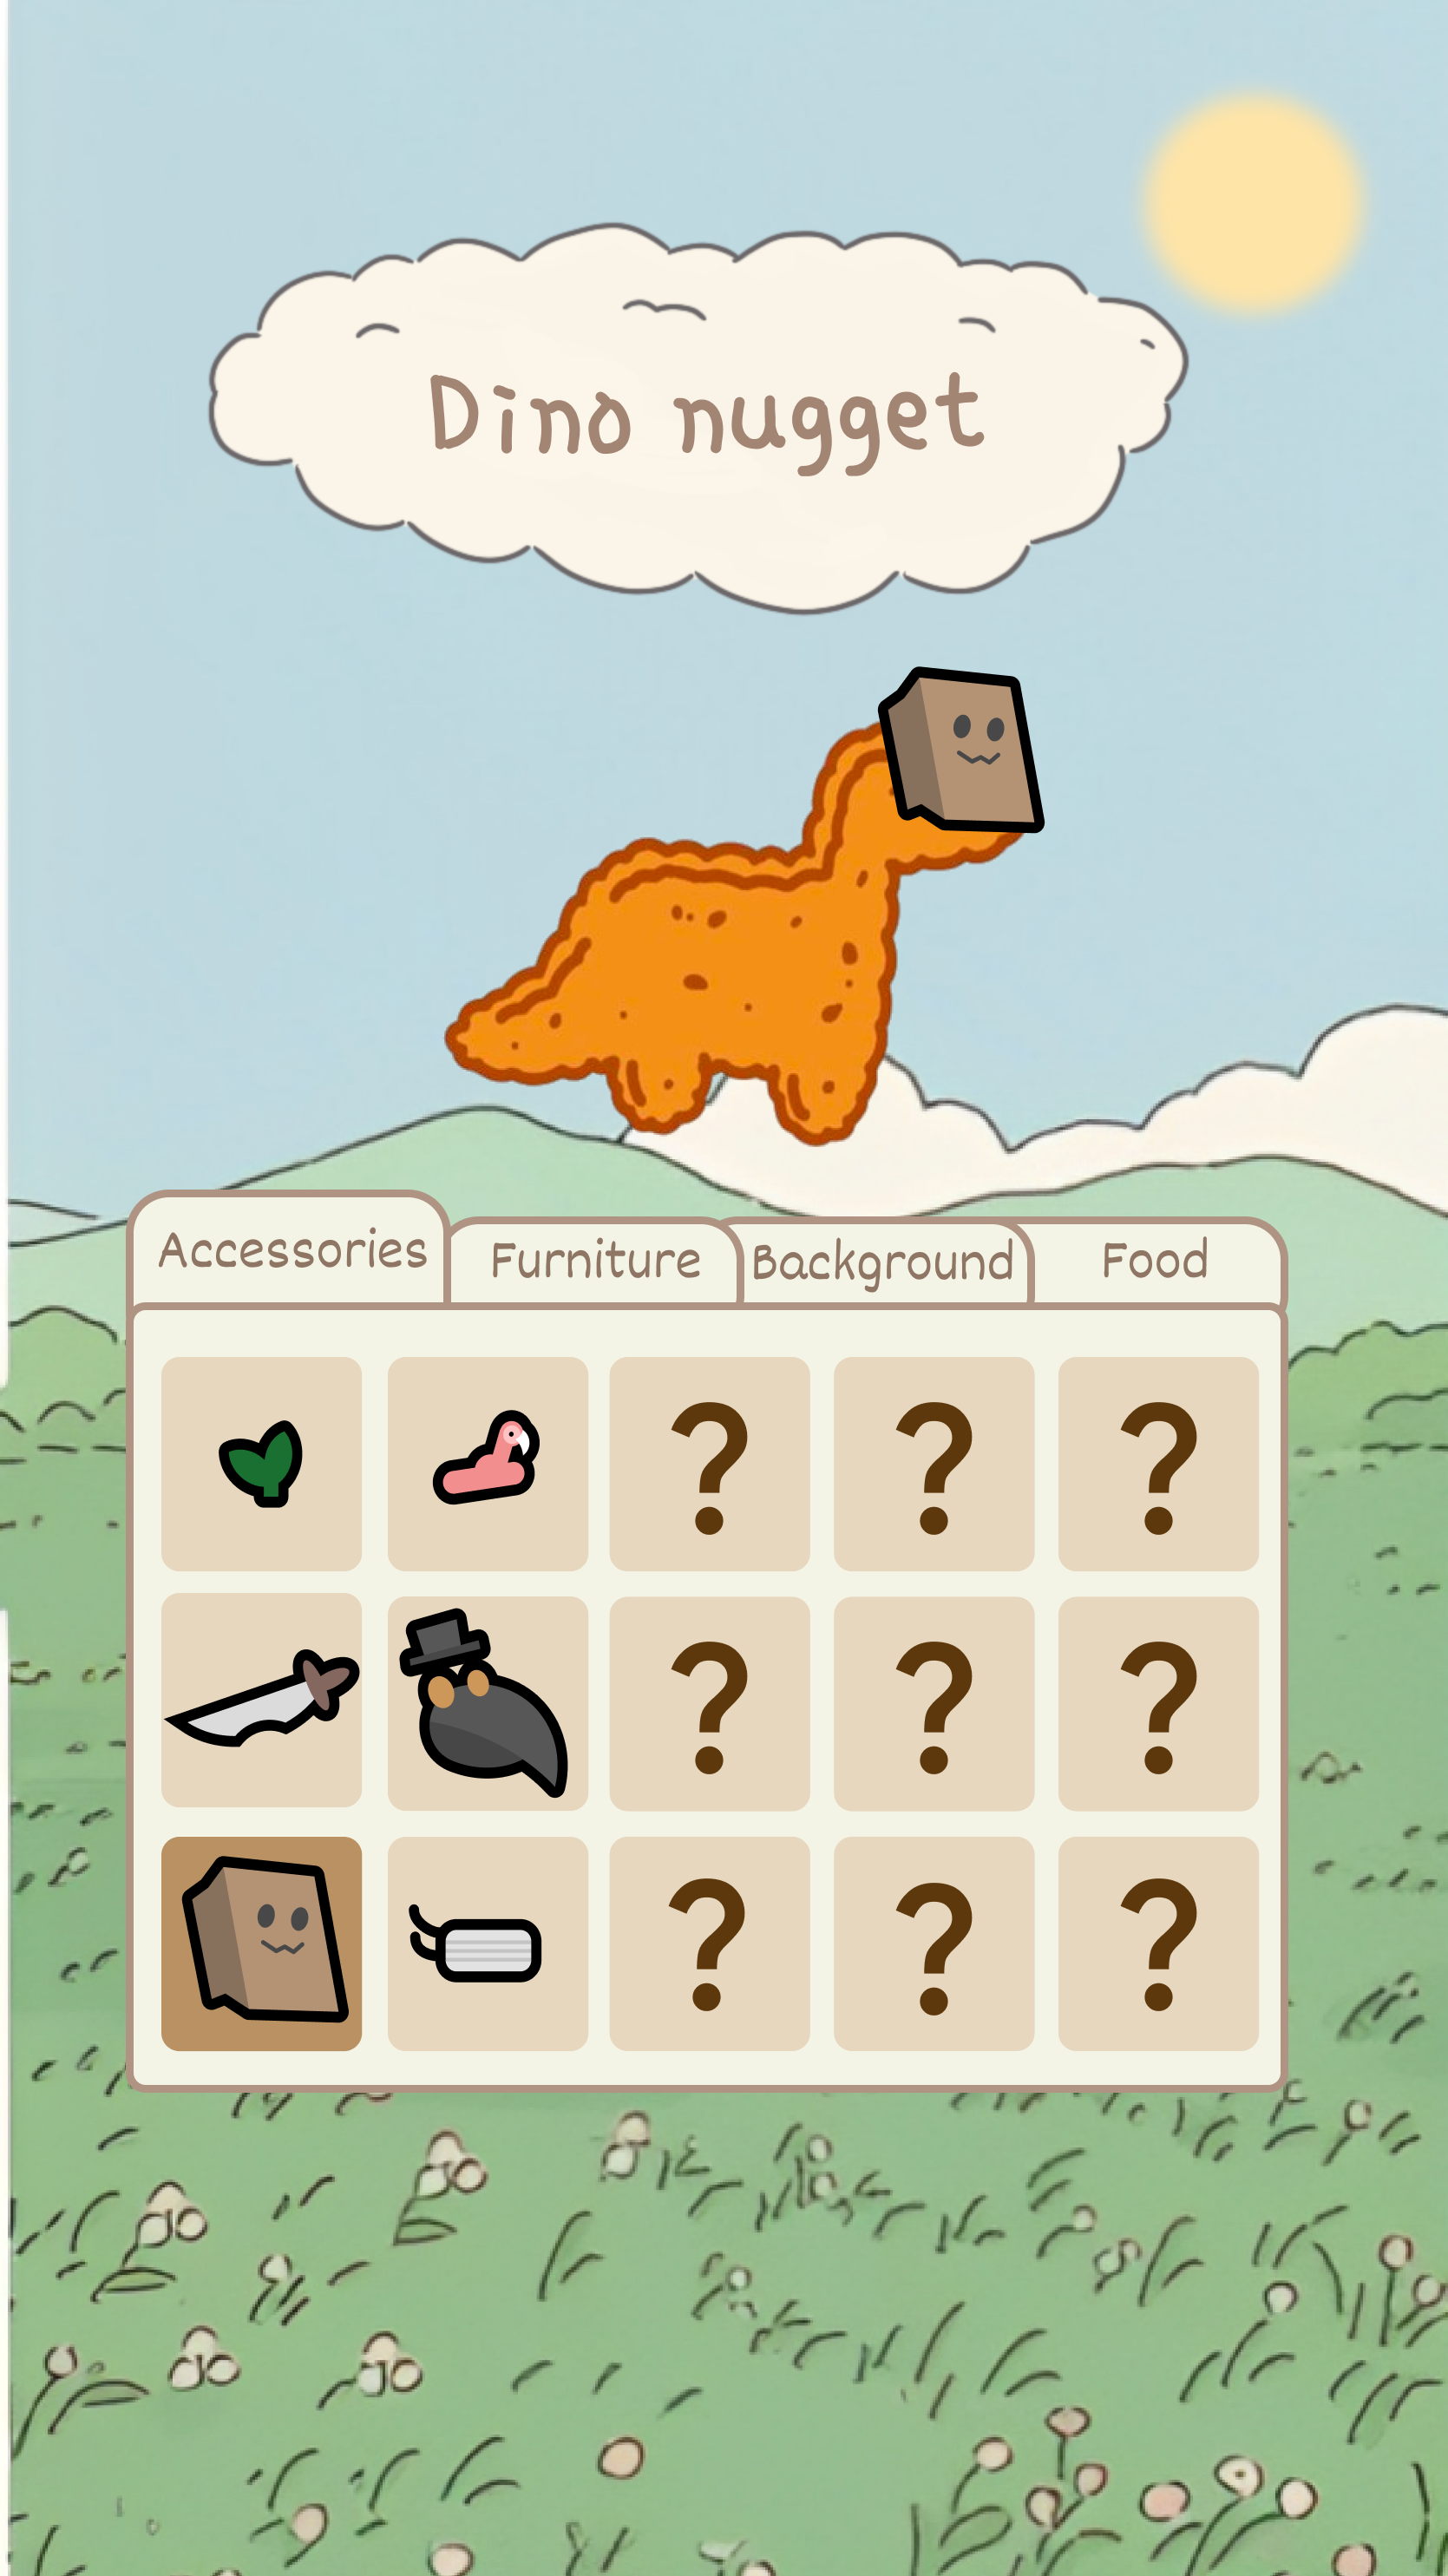 Dino nugget
Accessories
Furniture
Background
Food
? ? ?
? ? ?
? ? ?